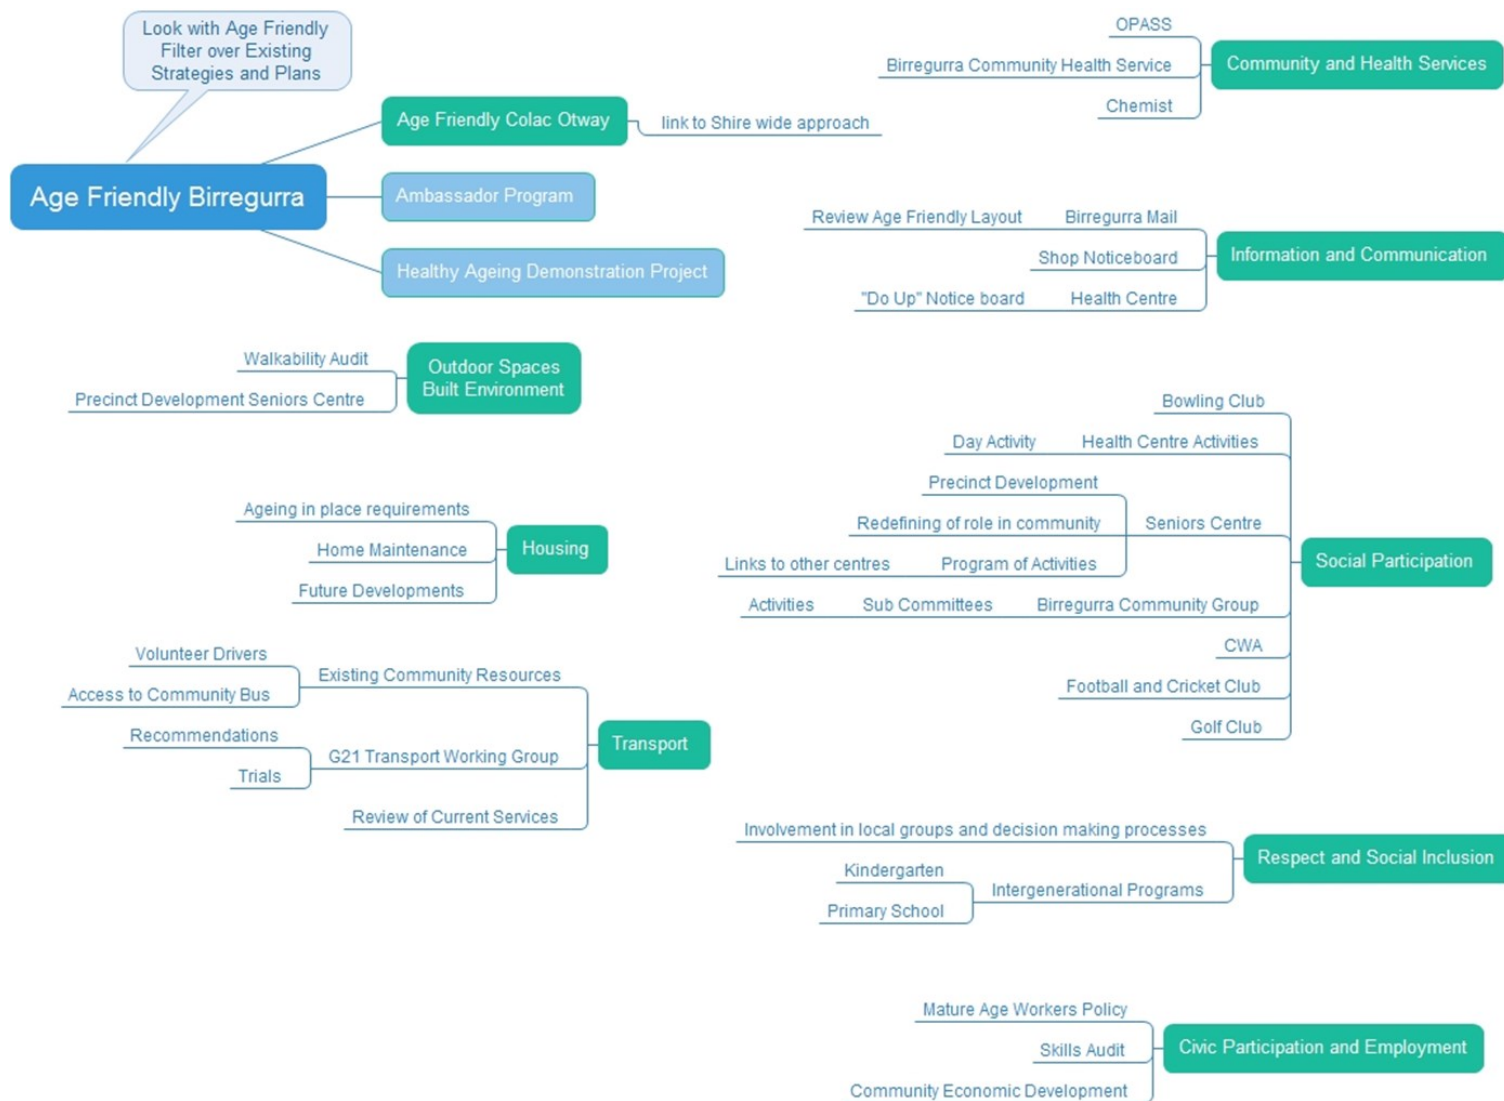 Look with Age Friendly
Filter over Existing
Strategies and Plans
Age Friendly Birregurra
Age Friendly Colac Otway
link to Shire wide approach
Ambassador Program
Healthy Ageing Demonstration Project
Outdoor Spaces
Built Environment
Walkability Audit
Precinct Development Seniors Centre
Housing
Ageing in place requirements
Home Maintenance
Future Developments
Transport
Existing Community Resources
Volunteer Drivers
Access to Community Bus
G21 Transport Working Group
Recommendations
Trials
Review of Current Services
Community and Health Services
OPASS
Birregurra Community Health Service
Chemist
Information and Communication
Birregurra Mail
Review Age Friendly Layout
Shop Noticeboard
Health Centre
"Do Up" Notice board
Social Participation
Bowling Club
Health Centre Activities
Day Activity
Seniors Centre
Precinct Development
Redefining of role in community
Program of Activities
Links to other centres
Birregurra Community Group
Sub Committees
Activities
CWA
Football and Cricket Club
Golf Club
Respect and Social Inclusion
Involvement in local groups and decision making processes
Intergenerational Programs
Kindergarten
Primary School
Civic Participation and Employment
Mature Age Workers Policy
Skills Audit
Community Economic Development